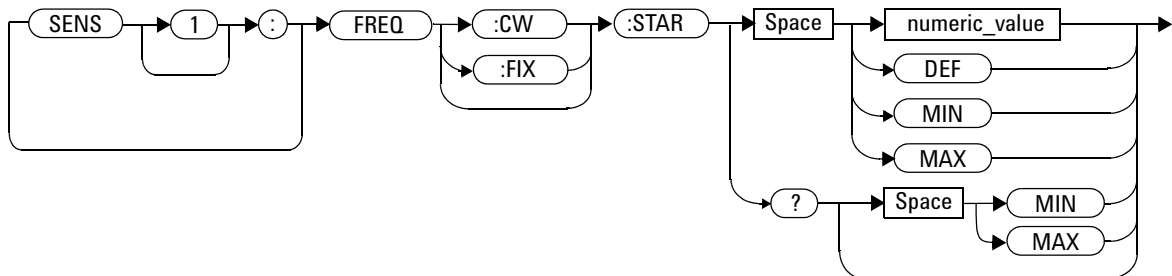 SENS 1 : FREQ :CW :STAR Space numeric_value
:FIX DEF
MIN
MAX
? Space MIN
MAX